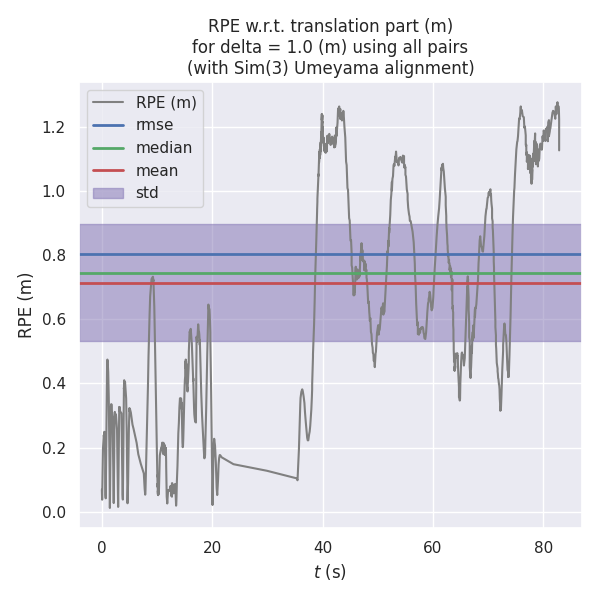 RPE w.r.t. translation part (m)
for delta = 1.0 (m) using all pairs
(with Sim(3) Umeyama alignment)
RPE (m)
rmse
median
mean
std
1.2
1.0
0.8
0.6
0.4
0.2
0.0
RPE (m)
0
20
40
60
80
t (s)